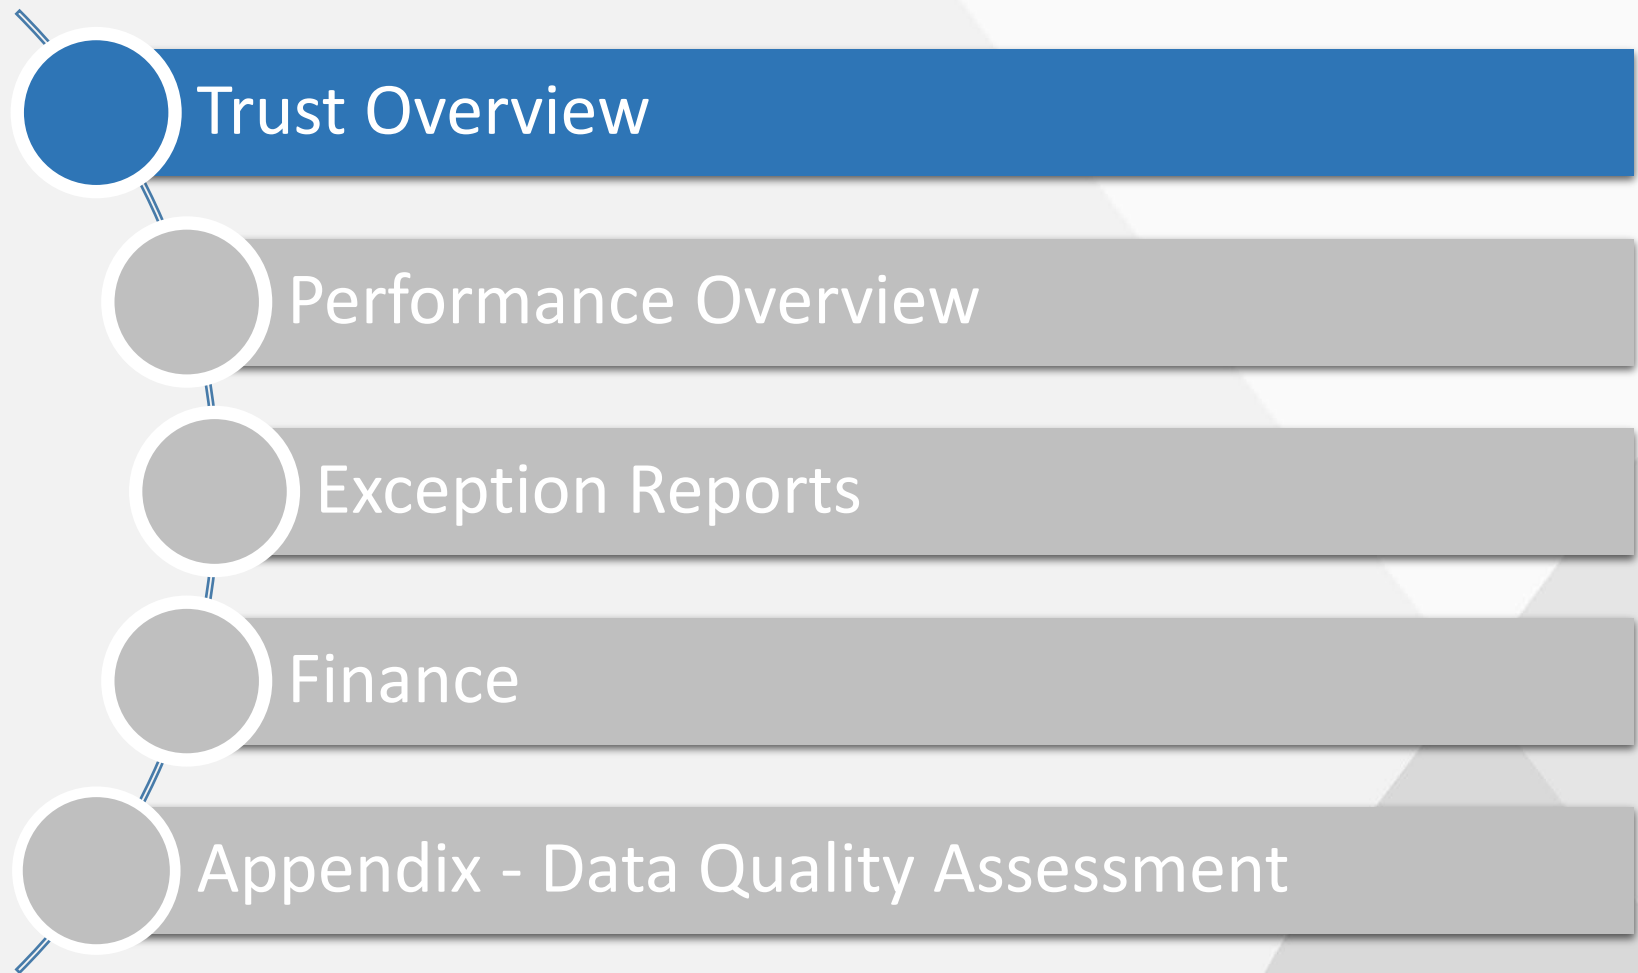 Trust Overview
Performance Overview
Exception Reports
Finance
Appendix - Data Quality Assessment